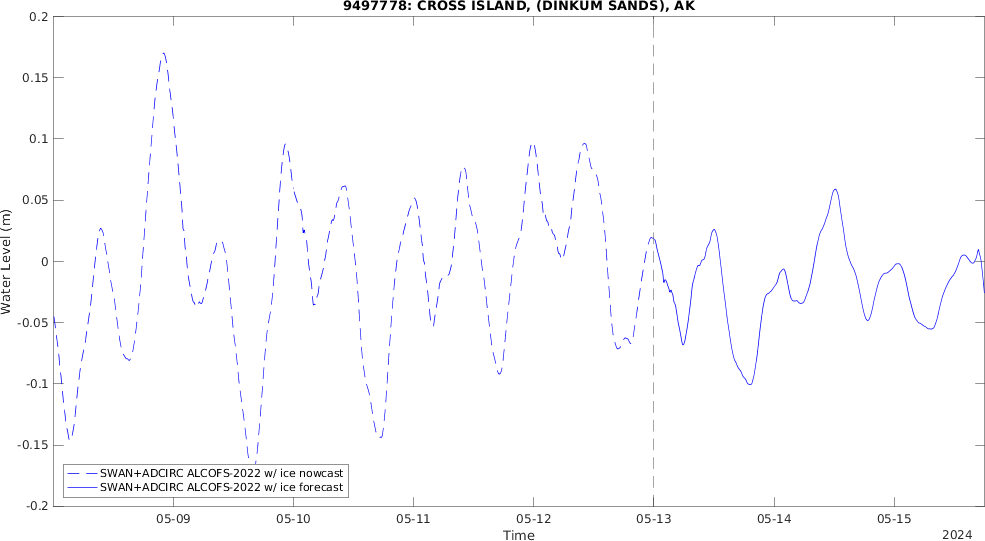 9497778: CROSS ISLAND, (DINKUM SANDS), AK
0.2
0.15
0.1
0.05
0
-0.05
-0.1
-0.15
-0.2
Water Level (m)
SWAN+ADCIRC ALCOFS-2022 w/ ice nowcast
SWAN+ADCIRC ALCOFS-2022 w/ ice forecast
05-09 05-10 05-11 05-12 05-13 05-14 05-15
Time
2024